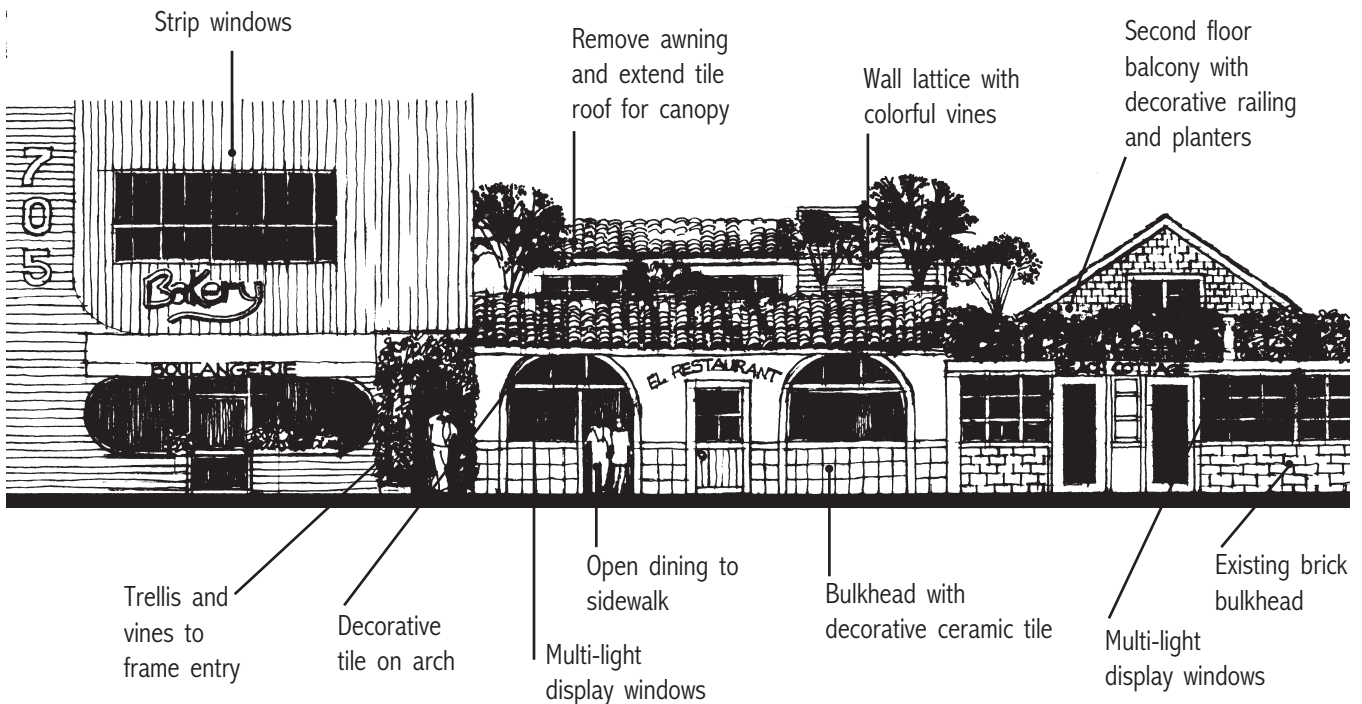 Strip windows
Remove awning
and extend tile
roof for canopy
Wall lattice with
colorful vines
Second floor
balcony with
decorative railing
and planters
705
Bakery
BOULANGERIE
EL RESTAURANT
COTTAGE
Trellis and
vines to
frame entry
Decorative
tile on arch
Multi-light
display windows
Open dining to
sidewalk
Bulkhead with
decorative ceramic tile
Multi-light
display windows
Existing brick
bulkhead